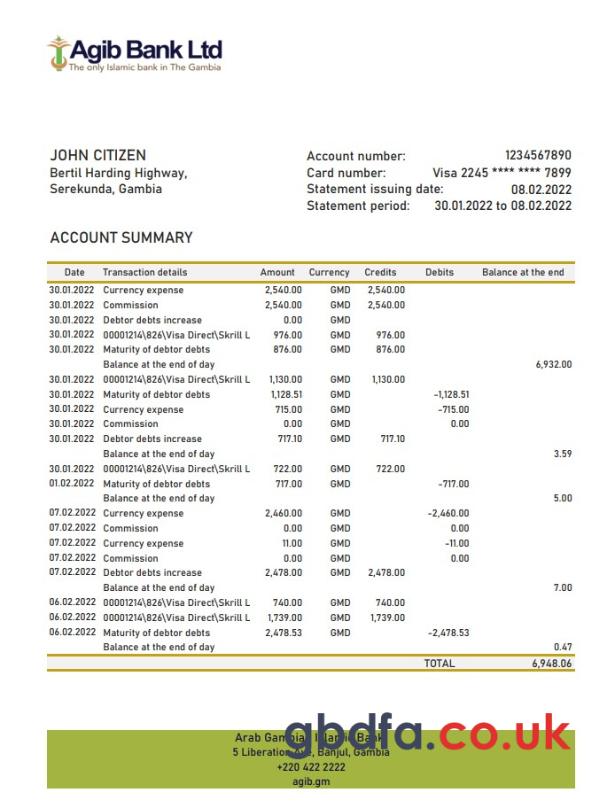 Agib Bank Ltd
The only Islamic bank in The Gambia
JOHN CITIZEN
Bertil Harding Highway,
Serekunda, Gambia
Account number: 1234567890
Card number: Visa 2245 **** **** 7899
Statement issuing date: 08.02.2022
Statement period: 30.01.2022 to 08.02.2022
ACCOUNT SUMMARY
Date Transaction details Amount Currency Credits Debits Balance at the end
30.01.2022 Currency expense 2,540.00 GMD 2,540.00
30.01.2022 Commission 2,540.00 GMD 2,540.00
30.01.2022 Debtor debts increase 0.00 GMD
30.01.2022 00001214\826\Visa Direct\Skrill L 976.00 GMD 976.00
30.01.2022 Maturity of debtor debts 876.00 GMD 876.00
Balance at the end of day 6,932.00
30.01.2022 00001214\826\Visa Direct\Skrill L 1,130.00 GMD 1,130.00
30.01.2022 Maturity of debtor debts 1,128.51 GMD -1,128.51
30.01.2022 Currency expense 715.00 GMD -715.00
30.01.2022 Commission 0.00 GMD 0.00
30.01.2022 Debtor debts increase 717.10 GMD 717.10
Balance at the end of day 3.59
30.01.2022 00001214\826\Visa Direct\Skrill L 722.00 GMD 722.00
01.02.2022 Maturity of debtor debts 717.00 GMD -717.00
Balance at the end of day 5.00
07.02.2022 Currency expense 2,460.00 GMD -2,460.00
07.02.2022 Commission 0.00 GMD 0.00
07.02.2022 Currency expense 11.00 GMD -11.00
07.02.2022 Commission 0.00 GMD 0.00
07.02.2022 Debtor debts increase 2,478.00 GMD 2,478.00
Balance at the end of day 7.00
06.02.2022 00001214\826\Visa Direct\Skrill L 740.00 GMD 740.00
06.02.2022 00001214\826\Visa Direct\Skrill L 1,739.00 GMD 1,739.00
06.02.2022 Maturity of debtor debts 2,478.53 GMD -2,478.53
Balance at the end of day 0.47
TOTAL 6,948.06
gbdfa.co.uk
Arab Gambian Islamic Bank
5 Liberation Ave, Banjul, Gambia
+220 422 2222
agib.gm